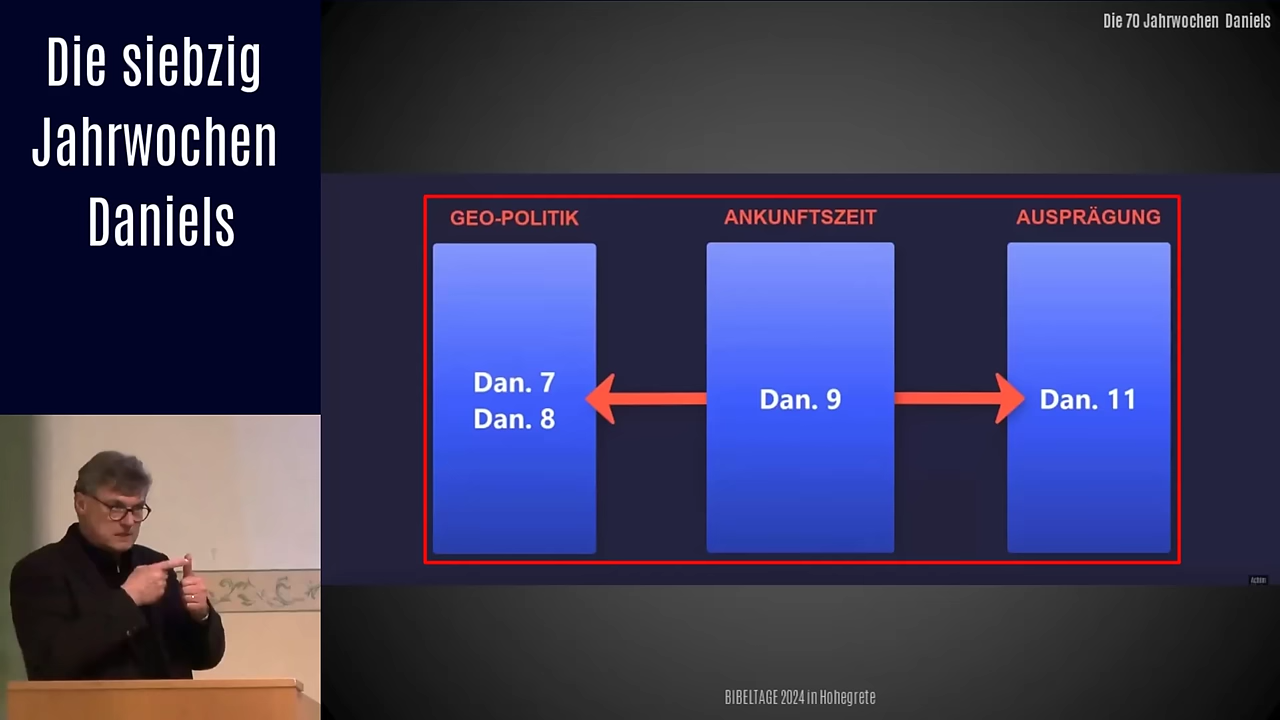 Die siebzig
Jahrwochen
Daniels
Die 70 Jahrwochen Daniels
GEO-POLITIK
ANKUNFTSZEIT
AUSPRÄGUNG
Dan. 7
Dan. 8
Dan. 9
Dan. 11
BIBELTAGE 2024 in Hohegrete